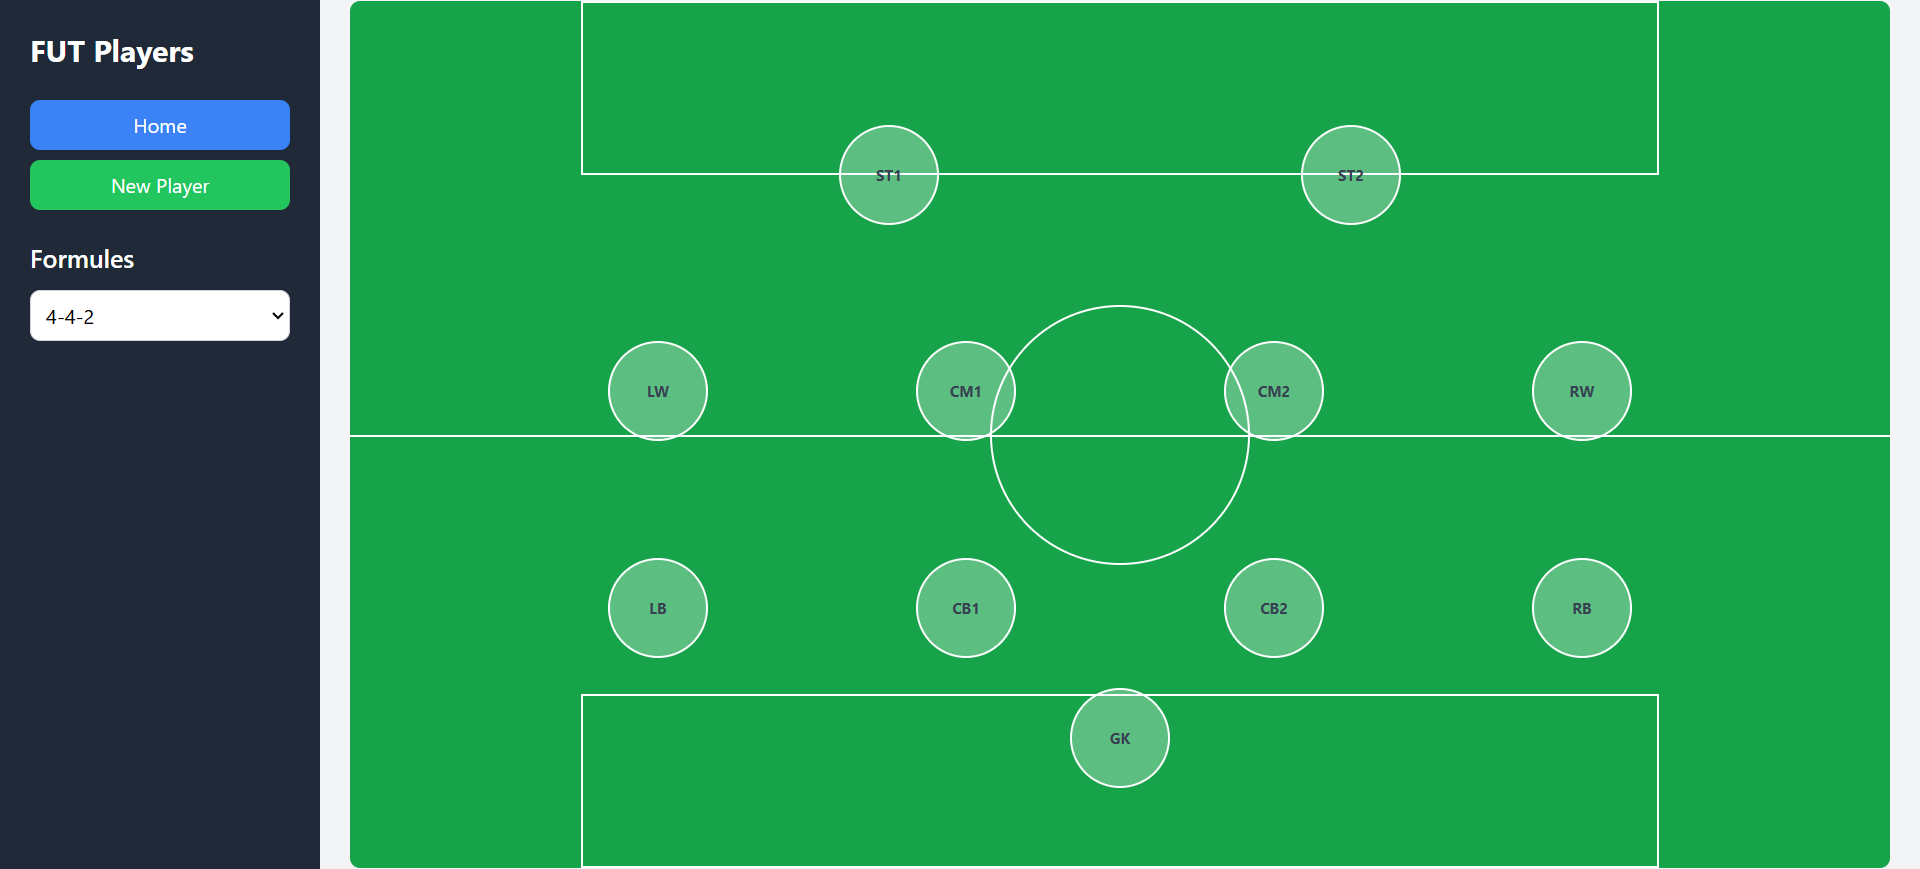 FUT Players
Home
New Player
Formules
4-4-2
ST1 ST2
LW CM1 CM2 RW
LB CB1 CB2 RB
GK